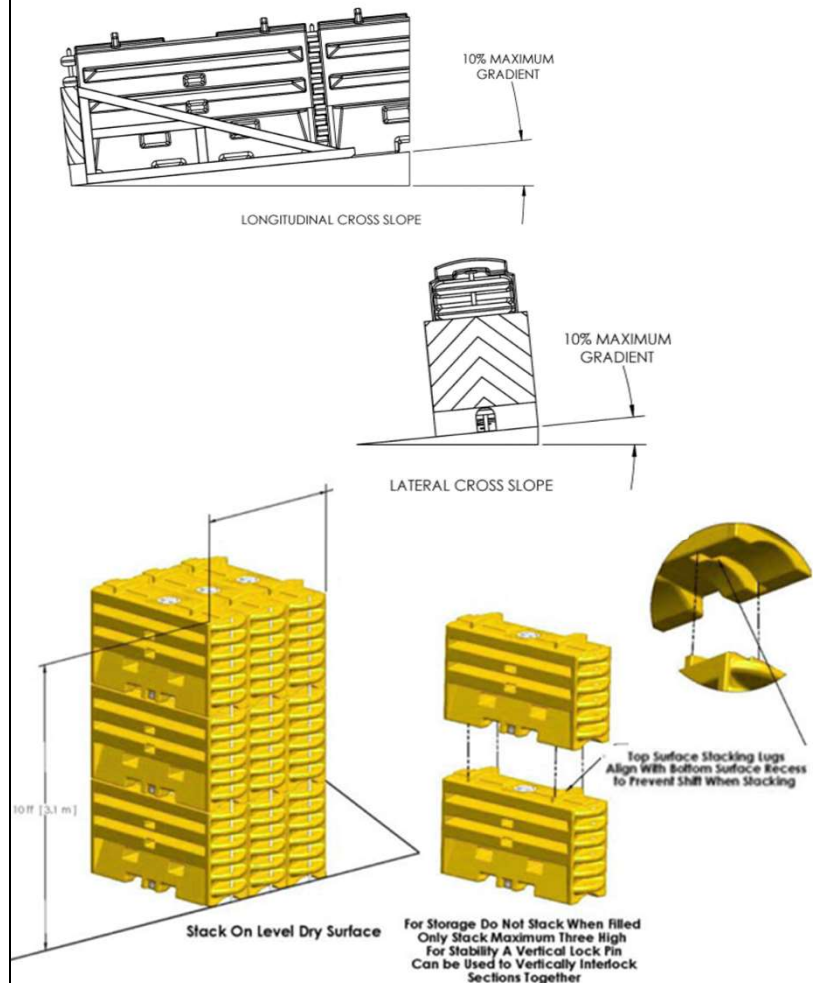 10% MAXIMUM
GRADIENT
LONGITUDINAL CROSS SLOPE
10% MAXIMUM
GRADIENT
LATERAL CROSS SLOPE
Top Surface Stacking Lugs
Align With Bottom Surface Recess
to Prevent Shift When Stacking
10 ft [3.1 m]
Stack On Level Dry Surface
For Storage Do Not Stack When Filled
Only Stack Maximum Three High
For Stability A Vertical Lock Pin
Can be Used to Vertically Interlock
Sections Together